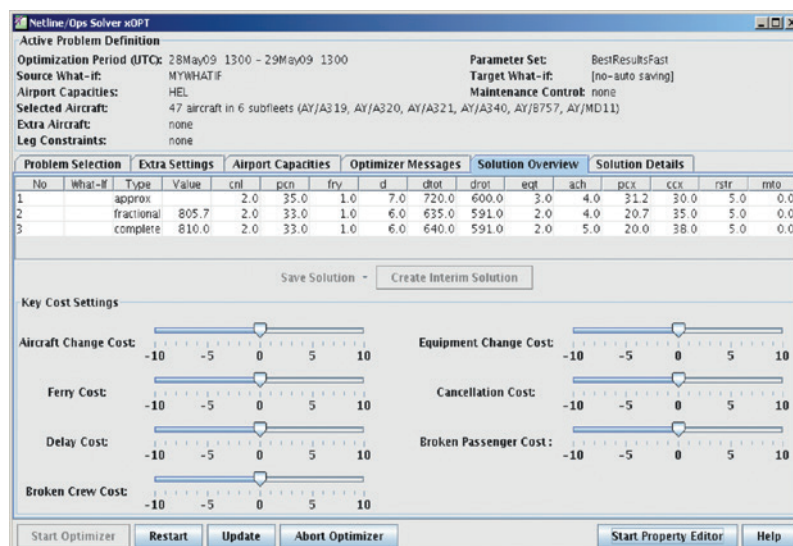 Netline/Ops Solver xOPT
Active Problem Definition
Optimization Period (UTC): 28May09 1300 - 29May09 1300 Parameter Set: BestResultsFast
Source What-if: MYWHATIF Target What-if: [no-auto saving]
Airport Capacities: HEL Maintenance Control: none
Selected Aircraft: 47 aircraft in 6 subfleets (AY/A319, AY/A320, AY/A321, AY/A340, AY/B757, AY/MD11)
Extra Aircraft: none
Leg Constraints: none
Problem Selection Extra Settings Airport Capacities Optimizer Messages Solution Overview Solution Details
No What-If Type Value cnl pcn fry d dtot drot eqt ach pcx ccx rstr mto
1 approx 2.0 35.0 1.0 7.0 720.0 600.0 3.0 4.0 31.2 30.0 5.0 0.0
2 fractional 805.7 2.0 33.0 1.0 6.0 635.0 591.0 2.0 4.0 20.7 35.0 5.0 0.0
3 complete 810.0 2.0 33.0 1.0 6.0 640.0 591.0 2.0 5.0 20.0 38.0 5.0 0.0
Save Solution - Create Interim Solution
Key Cost Settings
Aircraft Change Cost: Equipment Change Cost:
-10 -5 0 5 10 -10 -5 0 5 10
Ferry Cost: Cancellation Cost:
-10 -5 0 5 10 -10 -5 0 5 10
Delay Cost: Broken Passenger Cost :
-10 -5 0 5 10 -10 -5 0 5 10
Broken Crew Cost:
-10 -5 0 5 10
Start Optimizer Restart Update Abort Optimizer Start Property Editor Help